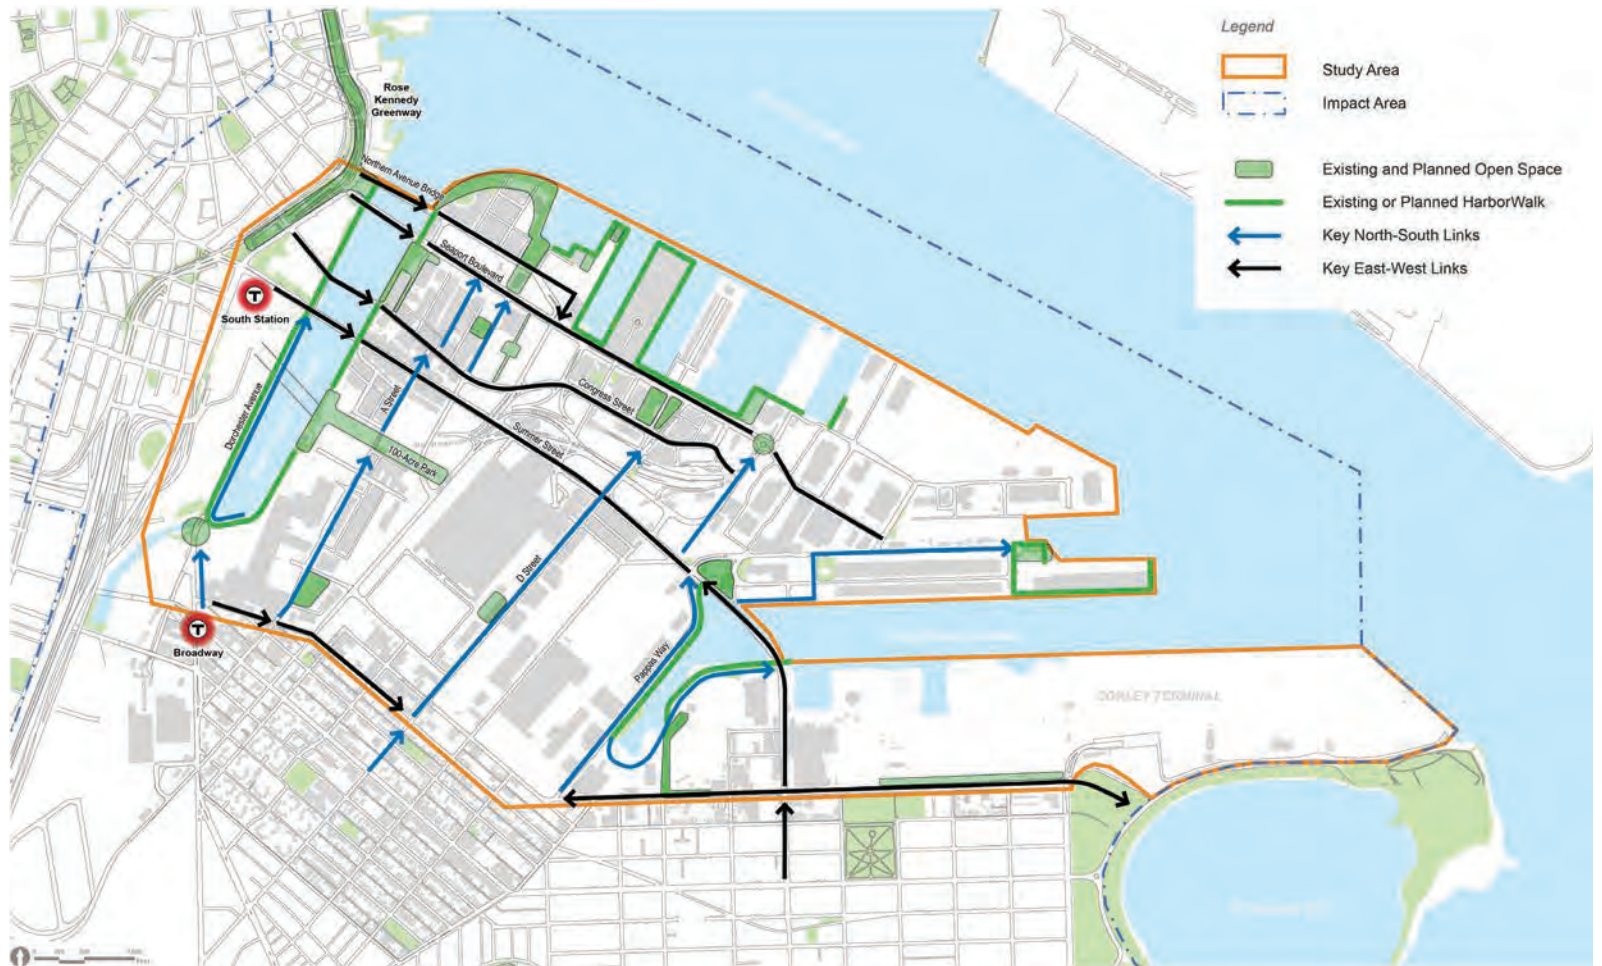 Legend
Study Area
Impact Area
Existing and Planned Open Space
Existing or Planned HarborWalk
Key North-South Links
Key East-West Links
Rose
Kennedy
Greenway
Northern Avenue Bridge
Seaport Boulevard
T
South Station
Dorchester Avenue
A Street
Congress Street
Summer Street
100-Acre Park
D Street
T
Broadway
Pappas Way
CONLEY TERMINAL